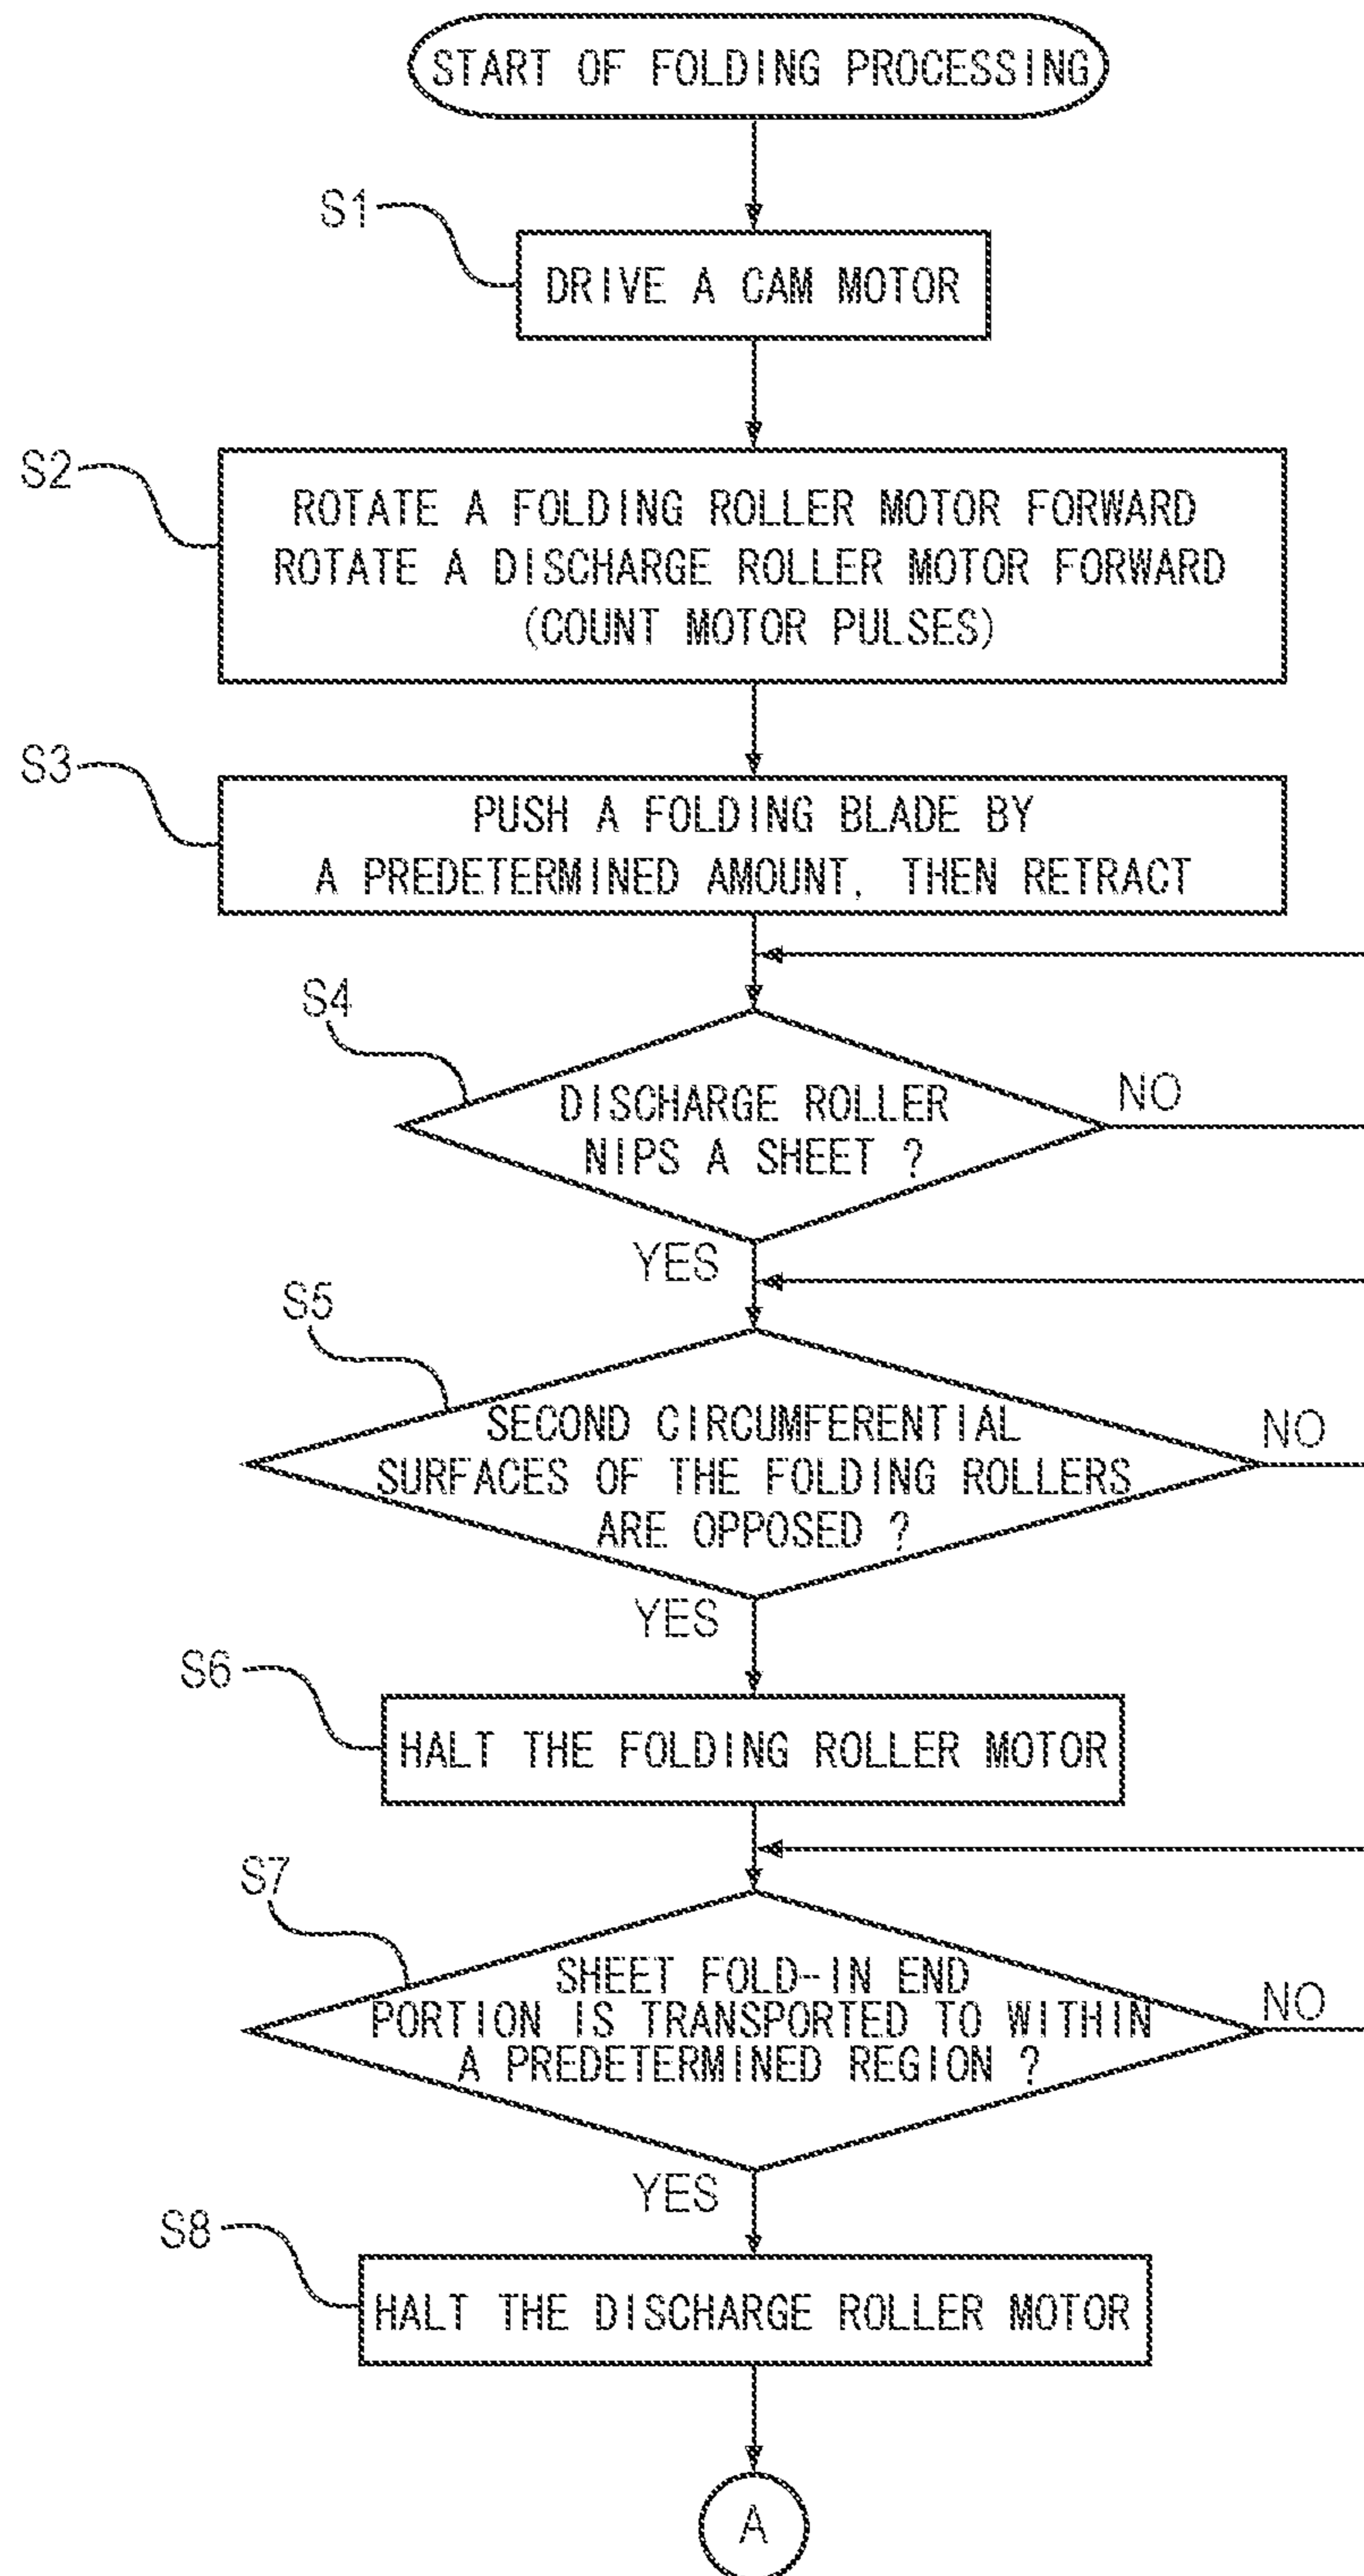 START OF FOLDING PROCESSING
S1
DRIVE A CAM MOTOR
S2
ROTATE A FOLDING ROLLER MOTOR FORWARD
ROTATE A DISCHARGE ROLLER MOTOR FORWARD
(COUNT MOTOR PULSES)
S3
PUSH A FOLDING BLADE BY
A PREDETERMINED AMOUNT, THEN RETRACT
S4
DISCHARGE ROLLER
NIPS A SHEET ?
NO
YES
S5
SECOND CIRCUMFERENTIAL
SURFACES OF THE FOLDING ROLLERS
ARE OPPOSED ?
NO
YES
S6
HALT THE FOLDING ROLLER MOTOR
S7
SHEET FOLD-IN END
PORTION IS TRANSPORTED TO WITHIN
A PREDETERMINED REGION ?
NO
YES
S8
HALT THE DISCHARGE ROLLER MOTOR
A